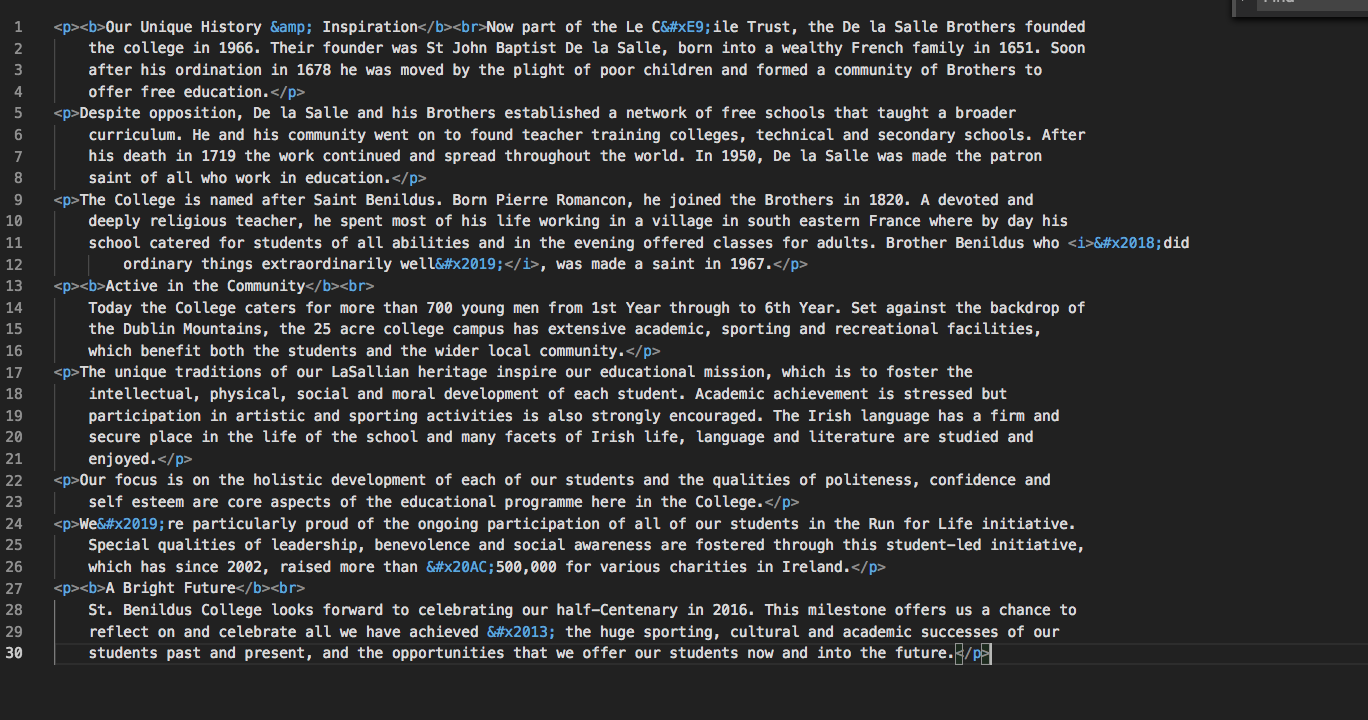 Find
1 <p><b>Our Unique History &amp; Inspiration</b><br>Now part of the Le C&#xE9;ile Trust, the De la Salle Brothers founded
2 the college in 1966. Their founder was St John Baptist De la Salle, born into a wealthy French family in 1651. Soon
3 after his ordination in 1678 he was moved by the plight of poor children and formed a community of Brothers to
4 offer free education.</p>
5 <p>Despite opposition, De la Salle and his Brothers established a network of free schools that taught a broader
6 curriculum. He and his community went on to found teacher training colleges, technical and secondary schools. After
7 his death in 1719 the work continued and spread throughout the world. In 1950, De la Salle was made the patron
8 saint of all who work in education.</p>
9 <p>The College is named after Saint Benildus. Born Pierre Romancon, he joined the Brothers in 1820. A devoted and
10 deeply religious teacher, he spent most of his life working in a village in south eastern France where by day his
11 school catered for students of all abilities and in the evening offered classes for adults. Brother Benildus who <i>&#x2018;did
12 ordinary things extraordinarily well&#x2019;</i>, was made a saint in 1967.</p>
13 <p><b>Active in the Community</b><br>
14 Today the College caters for more than 700 young men from 1st Year through to 6th Year. Set against the backdrop of
15 the Dublin Mountains, the 25 acre college campus has extensive academic, sporting and recreational facilities,
16 which benefit both the students and the wider local community.</p>
17 <p>The unique traditions of our LaSallian heritage inspire our educational mission, which is to foster the
18 intellectual, physical, social and moral development of each student. Academic achievement is stressed but
19 participation in artistic and sporting activities is also strongly encouraged. The Irish language has a firm and
20 secure place in the life of the school and many facets of Irish life, language and literature are studied and
21 enjoyed.</p>
22 <p>Our focus is on the holistic development of each of our students and the qualities of politeness, confidence and
23 self esteem are core aspects of the educational programme here in the College.</p>
24 <p>We&#x2019;re particularly proud of the ongoing participation of all of our students in the Run for Life initiative.
25 Special qualities of leadership, benevolence and social awareness are fostered through this student-led initiative,
26 which has since 2002, raised more than &#x20AC;500,000 for various charities in Ireland.</p>
27 <p><b>A Bright Future</b><br>
28 St. Benildus College looks forward to celebrating our half-Centenary in 2016. This milestone offers us a chance to
29 reflect on and celebrate all we have achieved &#x2013; the huge sporting, cultural and academic successes of our
30 students past and present, and the opportunities that we offer our students now and into the future.</p>